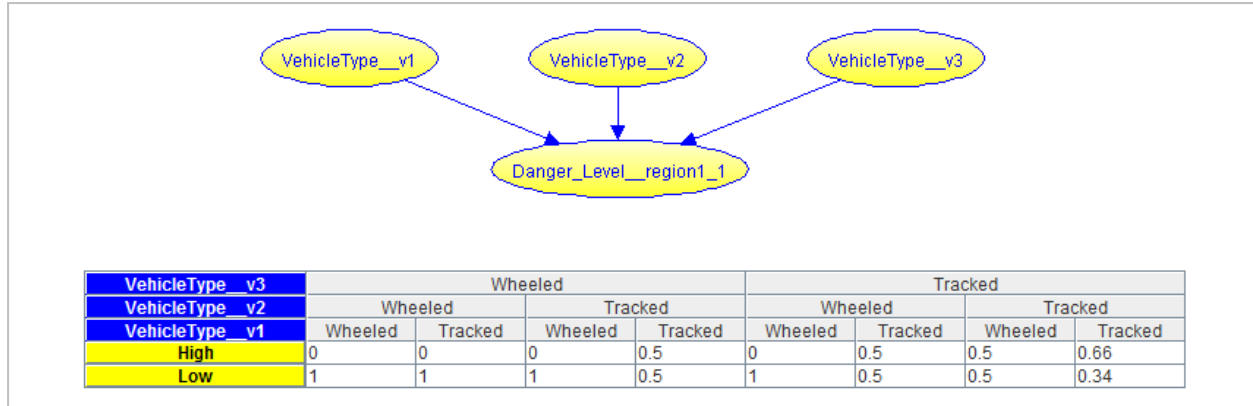 VehicleType__v1 VehicleType__v2 VehicleType__v3
Danger_Level__region1_1
VehicleType__v3 Wheeled Tracked
VehicleType__v2 Wheeled Tracked Wheeled Tracked
VehicleType__v1 Wheeled Tracked Wheeled Tracked Wheeled Tracked Wheeled Tracked
High 0 0 0 0.5 0 0.5 0.5 0.66
Low 1 1 1 0.5 1 0.5 0.5 0.34